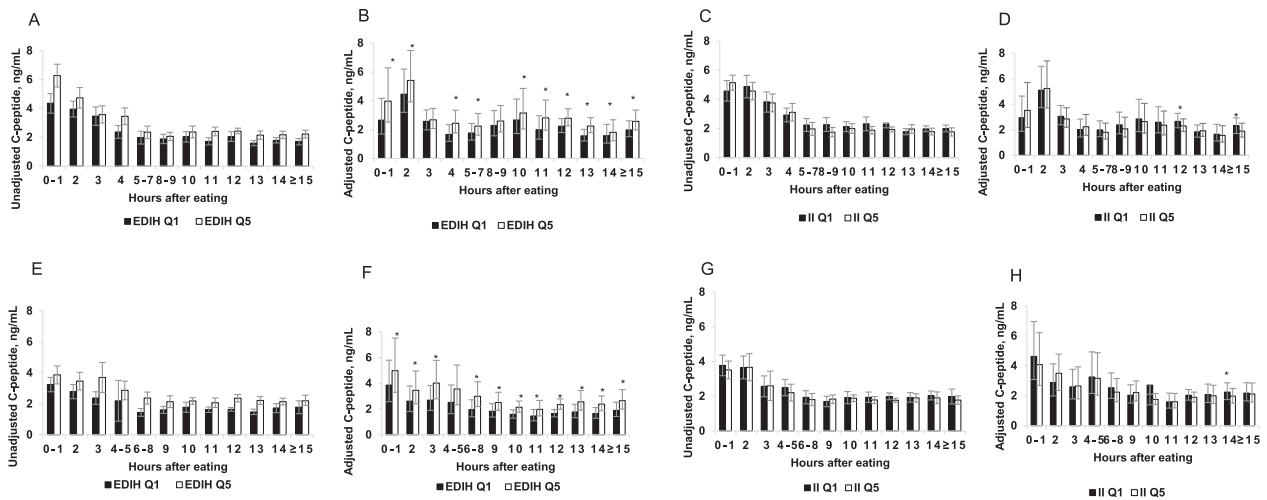 A
Unadjusted C-peptide, ng/mL
8
6
4
2
0
0-1 2 3 4 5-7 8-9 10 11 12 13 14 ≥15
Hours after eating
EDIH Q1 EDIH Q5
B
Adjusted C-peptide, ng/mL
8
6
4
2
0
* * * * * * * * * *
0-1 2 3 4 5-7 8-9 10 11 12 13 14 ≥15
Hours after eating
EDIH Q1 EDIH Q5
C
Unadjusted C-peptide, ng/mL
8
6
4
2
0
0-1 2 3 4 5-7 8-9 10 11 12 13 14 ≥15
Hours after eating
II Q1 II Q5
D
Adjusted C-peptide, ng/mL
8
6
4
2
0
* *
0-1 2 3 4 5-7 8-9 10 11 12 13 14 ≥15
Hours after eating
II Q1 II Q5
E
Unadjusted C-peptide, ng/mL
8
6
4
2
0
0-1 2 3 4-5 6-8 9 10 11 12 13 14 ≥15
Hours after eating
EDIH Q1 EDIH Q5
F
Adjusted C-peptide, ng/mL
8
6
4
2
0
* * * * * * * * * * *
0-1 2 3 4-5 6-8 9 10 11 12 13 14 ≥15
Hours after eating
EDIH Q1 EDIH Q5
G
Unadjusted C-peptide, ng/mL
8
6
4
2
0
0-1 2 3 4-5 6-8 9 10 11 12 13 14 ≥15
Hours after eating
II Q1 II Q5
H
Adjusted C-peptide, ng/mL
8
6
4
2
0
*
0-1 2 3 4-5 6-8 9 10 11 12 13 14 ≥15
Hours after eating
II Q1 II Q5